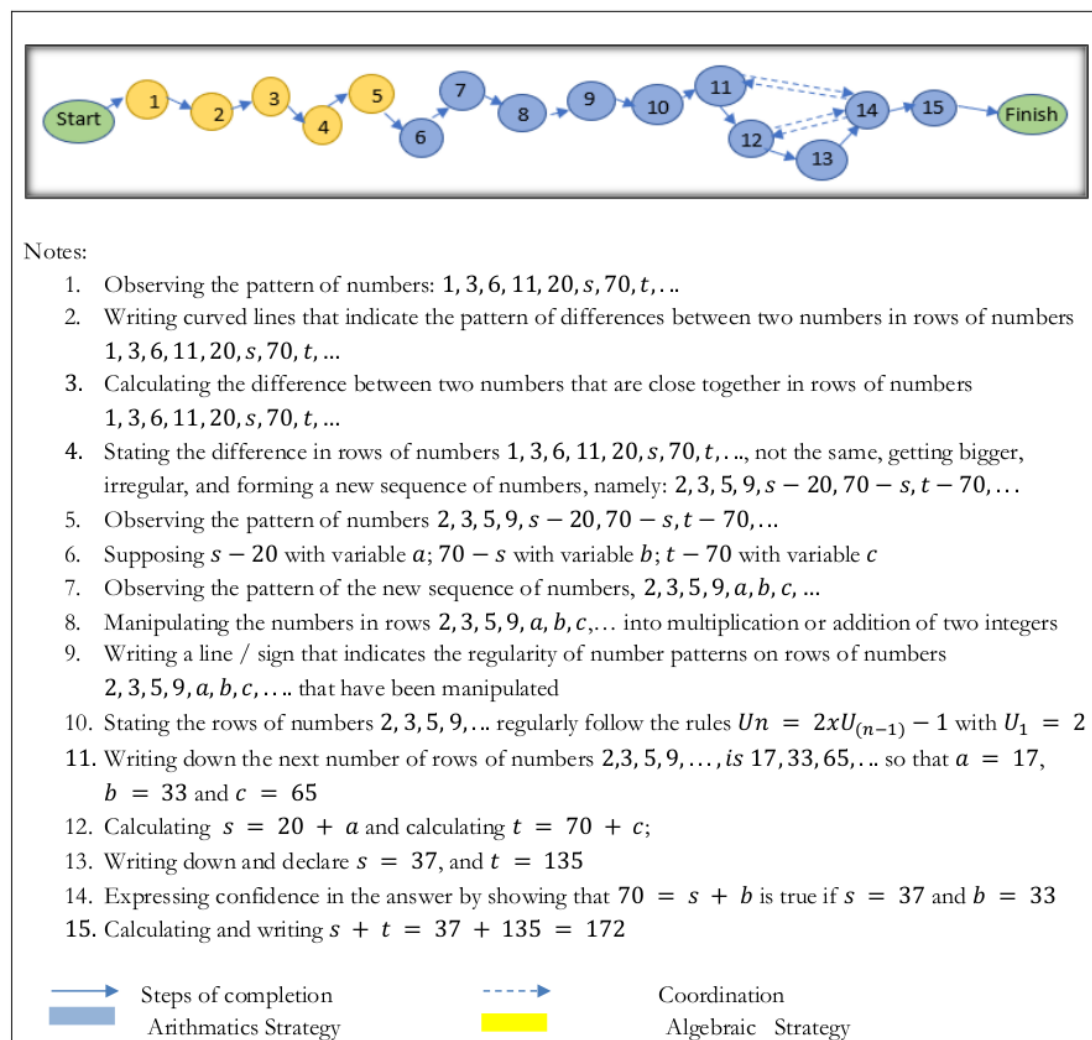 Start 1 2 3 4 5 6 7 8 9 10 11 12 13 14 15 Finish
Notes:
1. Observing the pattern of numbers: 1, 3, 6, 11, 20, s, 70, t, . ..
2. Writing curved lines that indicate the pattern of differences between two numbers in rows of numbers
1, 3, 6, 11, 20, s, 70, t, ...
3. Calculating the difference between two numbers that are close together in rows of numbers
1, 3, 6, 11, 20, s, 70, t, ...
4. Stating the difference in rows of numbers 1, 3, 6, 11, 20, s, 70, t, . .., not the same, getting bigger,
irregular, and forming a new sequence of numbers, namely: 2, 3, 5, 9, s − 20, 70 − s, t − 70, ...
5. Observing the pattern of numbers 2, 3, 5, 9, s − 20, 70 − s, t − 70, ...
6. Supposing s − 20 with variable a; 70 − s with variable b; t − 70 with variable c
7. Observing the pattern of the new sequence of numbers, 2, 3, 5, 9, a, b, c, ...
8. Manipulating the numbers in rows 2, 3, 5, 9, a, b, c,... into multiplication or addition of two integers
9. Writing a line / sign that indicates the regularity of number patterns on rows of numbers
2, 3, 5, 9, a, b, c, . ... that have been manipulated
10. Stating the rows of numbers 2, 3, 5, 9, ... regularly follow the rules Un = 2xU₍ₙ₋₁₎ − 1 with U₁ = 2
11. Writing down the next number of rows of numbers 2,3, 5, 9, ... , is 17, 33, 65, . .. so that a = 17,
b = 33 and c = 65
12. Calculating s = 20 + a and calculating t = 70 + c;
13. Writing down and declare s = 37, and t = 135
14. Expressing confidence in the answer by showing that 70 = s + b is true if s = 37 and b = 33
15. Calculating and writing s + t = 37 + 135 = 172
Steps of completion Coordination
Arithmatics Strategy Algebraic Strategy